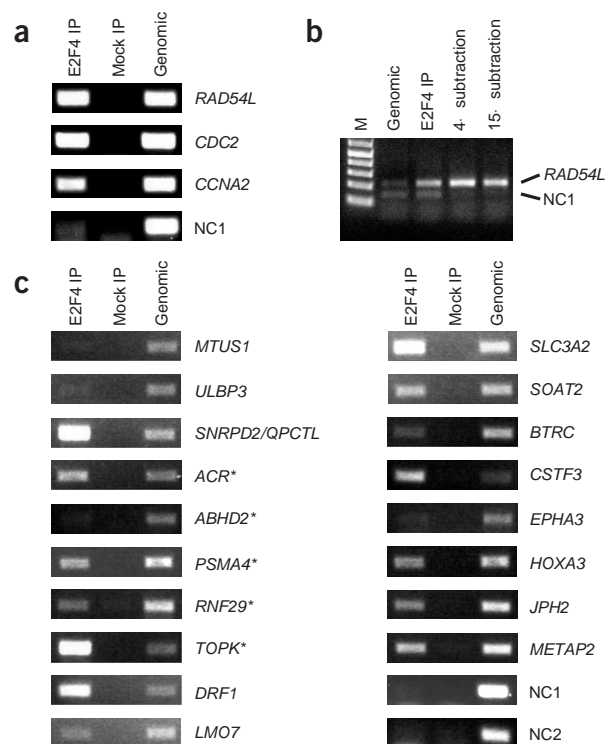 a
E2F4 IP
Mock IP
Genomic
RAD54L
CDC2
CCNA2
NC1
b
M
Genomic
E2F4 IP
4· subtraction
15· subtraction
RAD54L
NC1
c
E2F4 IP
Mock IP
Genomic
MTUS1
ULBP3
SNRPD2/QPCTL
ACR*
ABHD2*
PSMA4*
RNF29*
TOPK*
DRF1
LMO7
E2F4 IP
Mock IP
Genomic
SLC3A2
SOAT2
BTRC
CSTF3
EPHA3
HOXA3
JPH2
METAP2
NC1
NC2